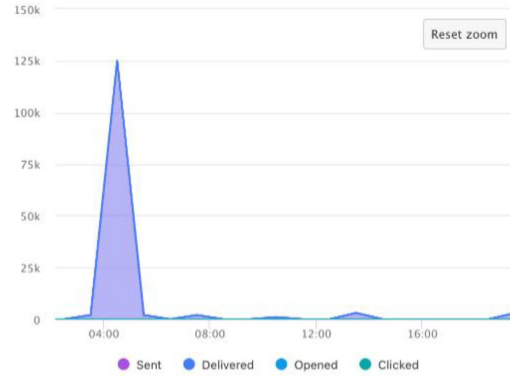 150k
Reset zoom
125k
100k
75k
50k
25k
0
04:00 08:00 12:00 16:00
Sent Delivered Opened Clicked